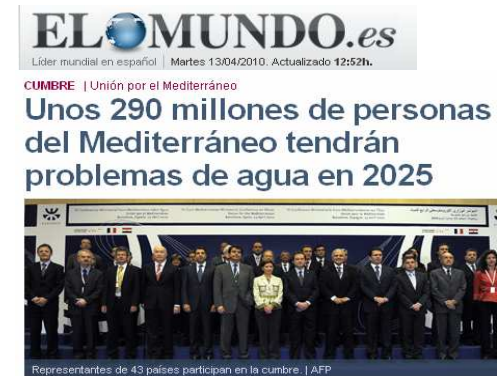 EL MUNDO.es
Líder mundial en español | Martes 13/04/2010. Actualizado 12:52h.
CUMBRE | Unión por el Mediterráneo
Unos 290 millones de personas
del Mediterráneo tendrán
problemas de agua en 2025
Representantes de 43 países participan en la cumbre. | AFP